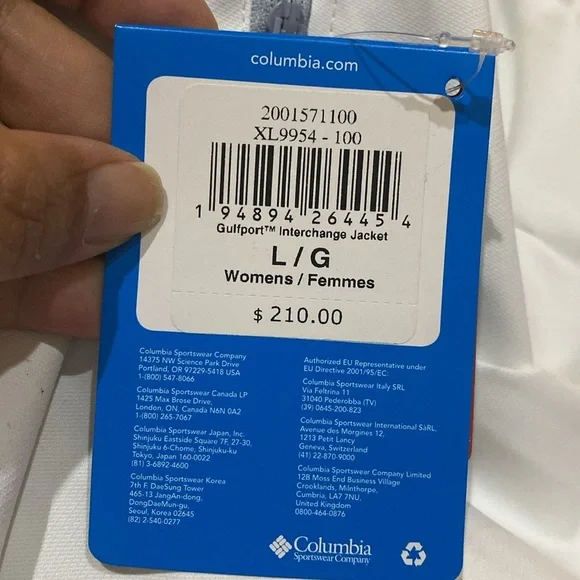 columbia.com
2001571100
XL9954 - 100
1 94894 26445 4
Gulfport™ Interchange Jacket
L / G
Womens / Femmes
$ 210.00
Columbia Sportswear Company
14375 NW Science Park Drive
Portland, OR 97229-5418 USA
1-(800) 547-8066
Columbia Sportswear Canada LP
1425 Max Brose Drive,
London, ON, Canada N6N 0A2
1-(800) 265-7067
Columbia Sportswear Japan, Inc.
Shinjuku Eastside Square 7F, 27-30,
Shinjuku 6-Chome, Shinjuku-ku
Tokyo, Japan 160-0022
(81) 3-6892-4600
Columbia Sportswear Korea
7th F. DaeSung Tower
465-13 JangAn-dong,
DongDaeMun-gu,
Seoul, Korea 02645
(82) 2-540-0277
Authorized EU Representative under
EU Directive 2001/95/EC:
Columbia Sportswear Italy SRL
Via Feltrina 11
31040 Pederobba (TV)
(39) 0645-200-823
Columbia Sportswear International SàRL,
Avenue des Morgines 12,
1213 Petit Lancy
Geneva, Switzerland
(41) 22-870-9000
Columbia Sportswear Company Limited
12B Moss End Business Village
Crooklands, Milnthorpe,
Cumbria, LA7 7NU,
United Kingdom
0800-464-0876
Columbia
Sportswear Company